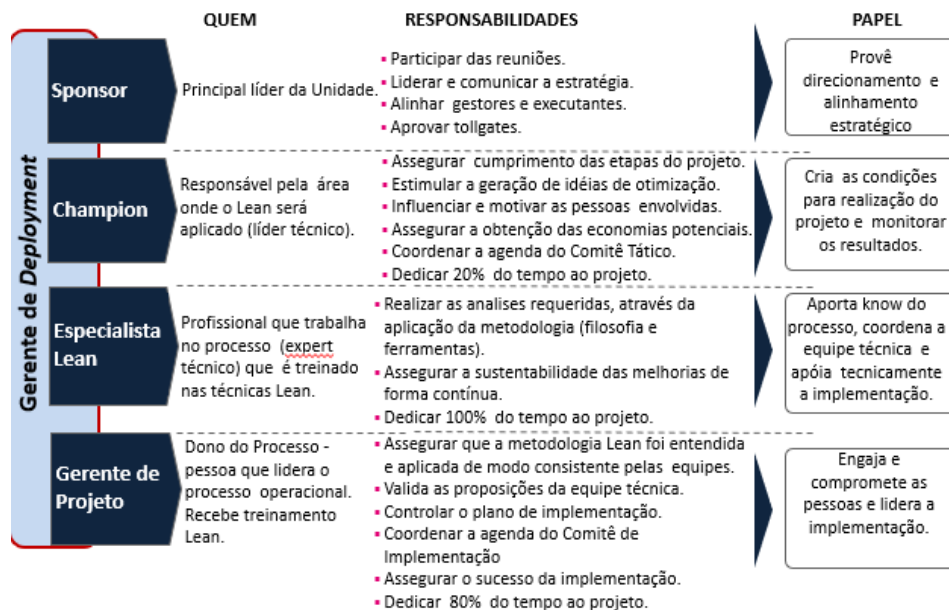 QUEM
RESPONSABILIDADES
PAPEL
Gerente de Deployment
Sponsor
Principal líder da Unidade.
▪ Participar das reuniões.
▪ Liderar e comunicar a estratégia.
▪ Alinhar gestores e executantes.
▪ Aprovar tollgates.
Provê
direcionamento e
alinhamento
estratégico
Champion
Responsável pela área
onde o Lean será
aplicado (líder técnico).
▪ Assegurar cumprimento das etapas do projeto.
▪ Estimular a geração de idéias de otimização.
▪ Influenciar e motivar as pessoas envolvidas.
▪ Assegurar a obtenção das economias potenciais.
▪ Coordenar a agenda do Comitê Tático.
▪ Dedicar 20% do tempo ao projeto.
Cria as condições
para realização do
projeto e monitorar
os resultados.
Especialista
Lean
Profissional que trabalha
no processo (expert
técnico) que é treinado
nas técnicas Lean.
▪ Realizar as analises requeridas, através da
aplicação da metodologia (filosofia e
ferramentas).
▪ Assegurar a sustentabilidade das melhorias de
forma contínua.
▪ Dedicar 100% do tempo ao projeto.
Aporta know do
processo, coordena a
equipe técnica e
apóia tecnicamente
a implementação.
Gerente de
Projeto
Dono do Processo -
pessoa que lidera o
processo operacional.
Recebe treinamento
Lean.
▪ Assegurar que a metodologia Lean foi entendida
e aplicada de modo consistente pelas equipes.
▪ Valida as proposições da equipe técnica.
▪ Controlar o plano de implementação.
▪ Coordenar a agenda do Comitê de
Implementação
▪ Assegurar o sucesso da implementação.
▪ Dedicar 80% do tempo ao projeto.
Engaja e
compromete as
pessoas e lidera a
implementação.